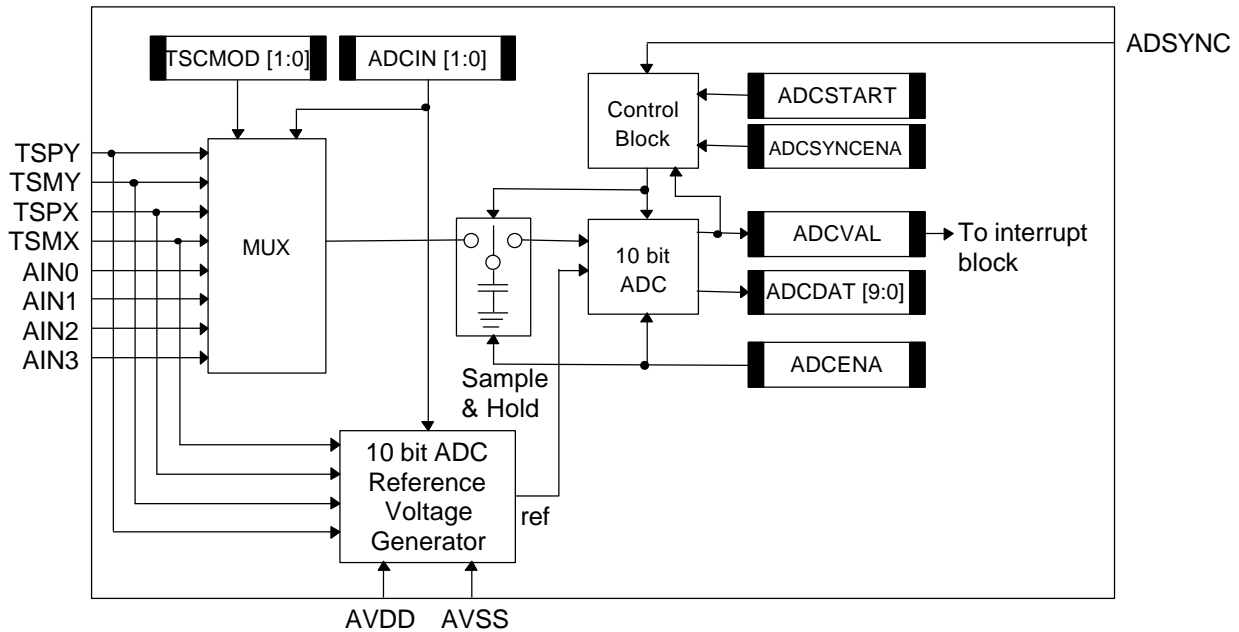 TSCMOD [1:0]
ADCIN [1:0]
ADSYNC
Control
Block
ADCSTART
ADCSYNCENA
TSPY
TSMY
TSPX
TSMX
AIN0
AIN1
AIN2
AIN3
MUX
10 bit
ADC
ADCVAL
To interrupt
block
ADCDAT [9:0]
ADCENA
Sample
& Hold
10 bit ADC
Reference
Voltage
Generator
ref
AVDD
AVSS